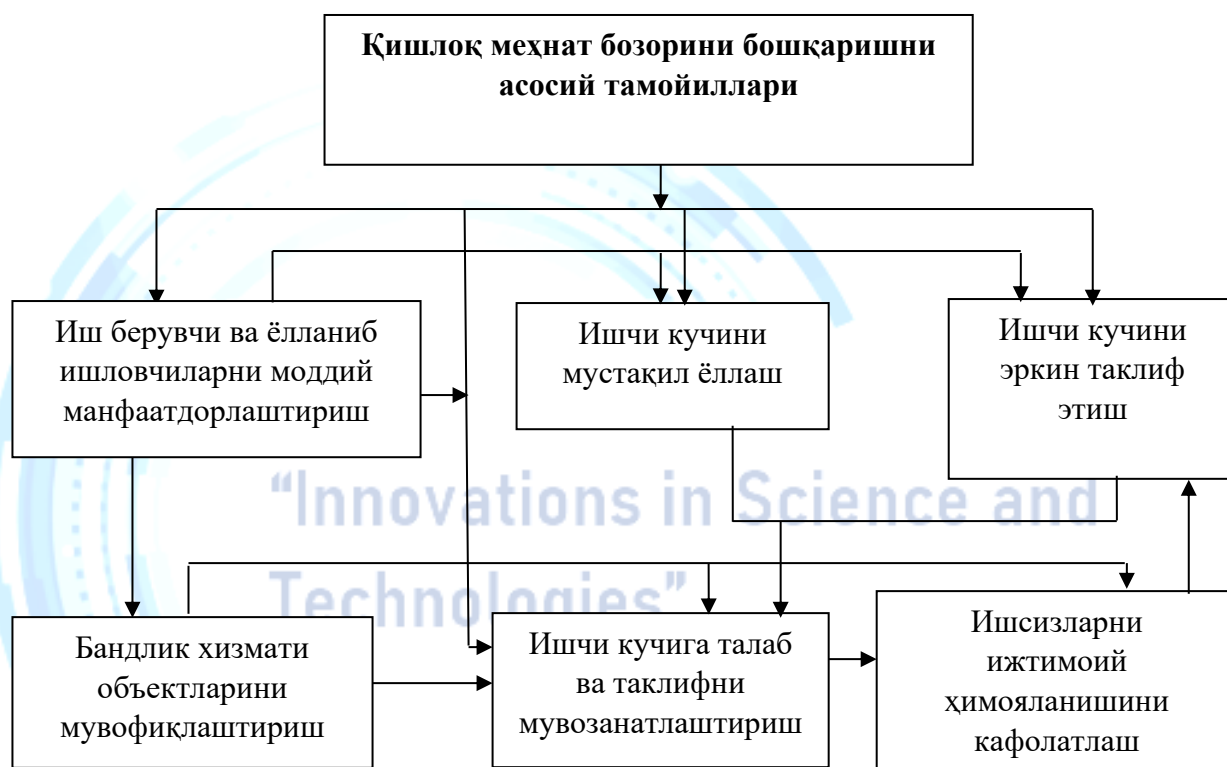 Қишлоқ меҳнат бозорини бошқаришни
асосий тамойиллари
Иш берувчи ва ёлланиб
ишловчиларни моддий
манфаатдорлаштириш
Ишчи кучини
мустақил ёллаш
Ишчи кучини
эркин таклиф
этиш
“Innovations in Science and
Technologies”
Бандлик хизмати
объектларини
мувофиқлаштириш
Ишчи кучига талаб
ва таклифни
мувозанатлаштириш
Ишсизларни
ижтимоий
ҳимояланишини
кафолатлаш